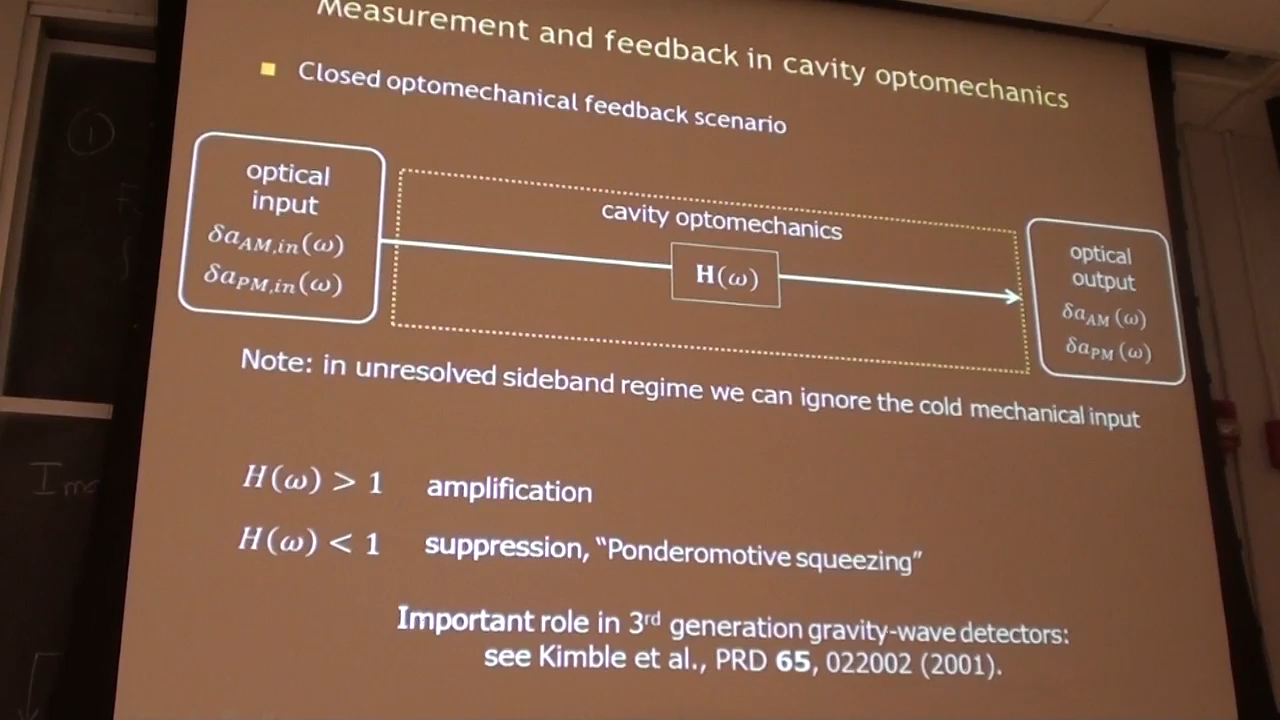 Measurement and feedback in cavity optomechanics
Closed optomechanical feedback scenario
optical
input
δa_{AM,in}(ω)
δa_{PM,in}(ω)
cavity optomechanics
H(ω)
optical
output
δa_{AM}(ω)
δa_{PM}(ω)
Note: in unresolved sideband regime we can ignore the cold mechanical input
H(ω) > 1 amplification
H(ω) < 1 suppression, “Ponderomotive squeezing”
Important role in 3rd generation gravity-wave detectors:
see Kimble et al., PRD 65, 022002 (2001).
1